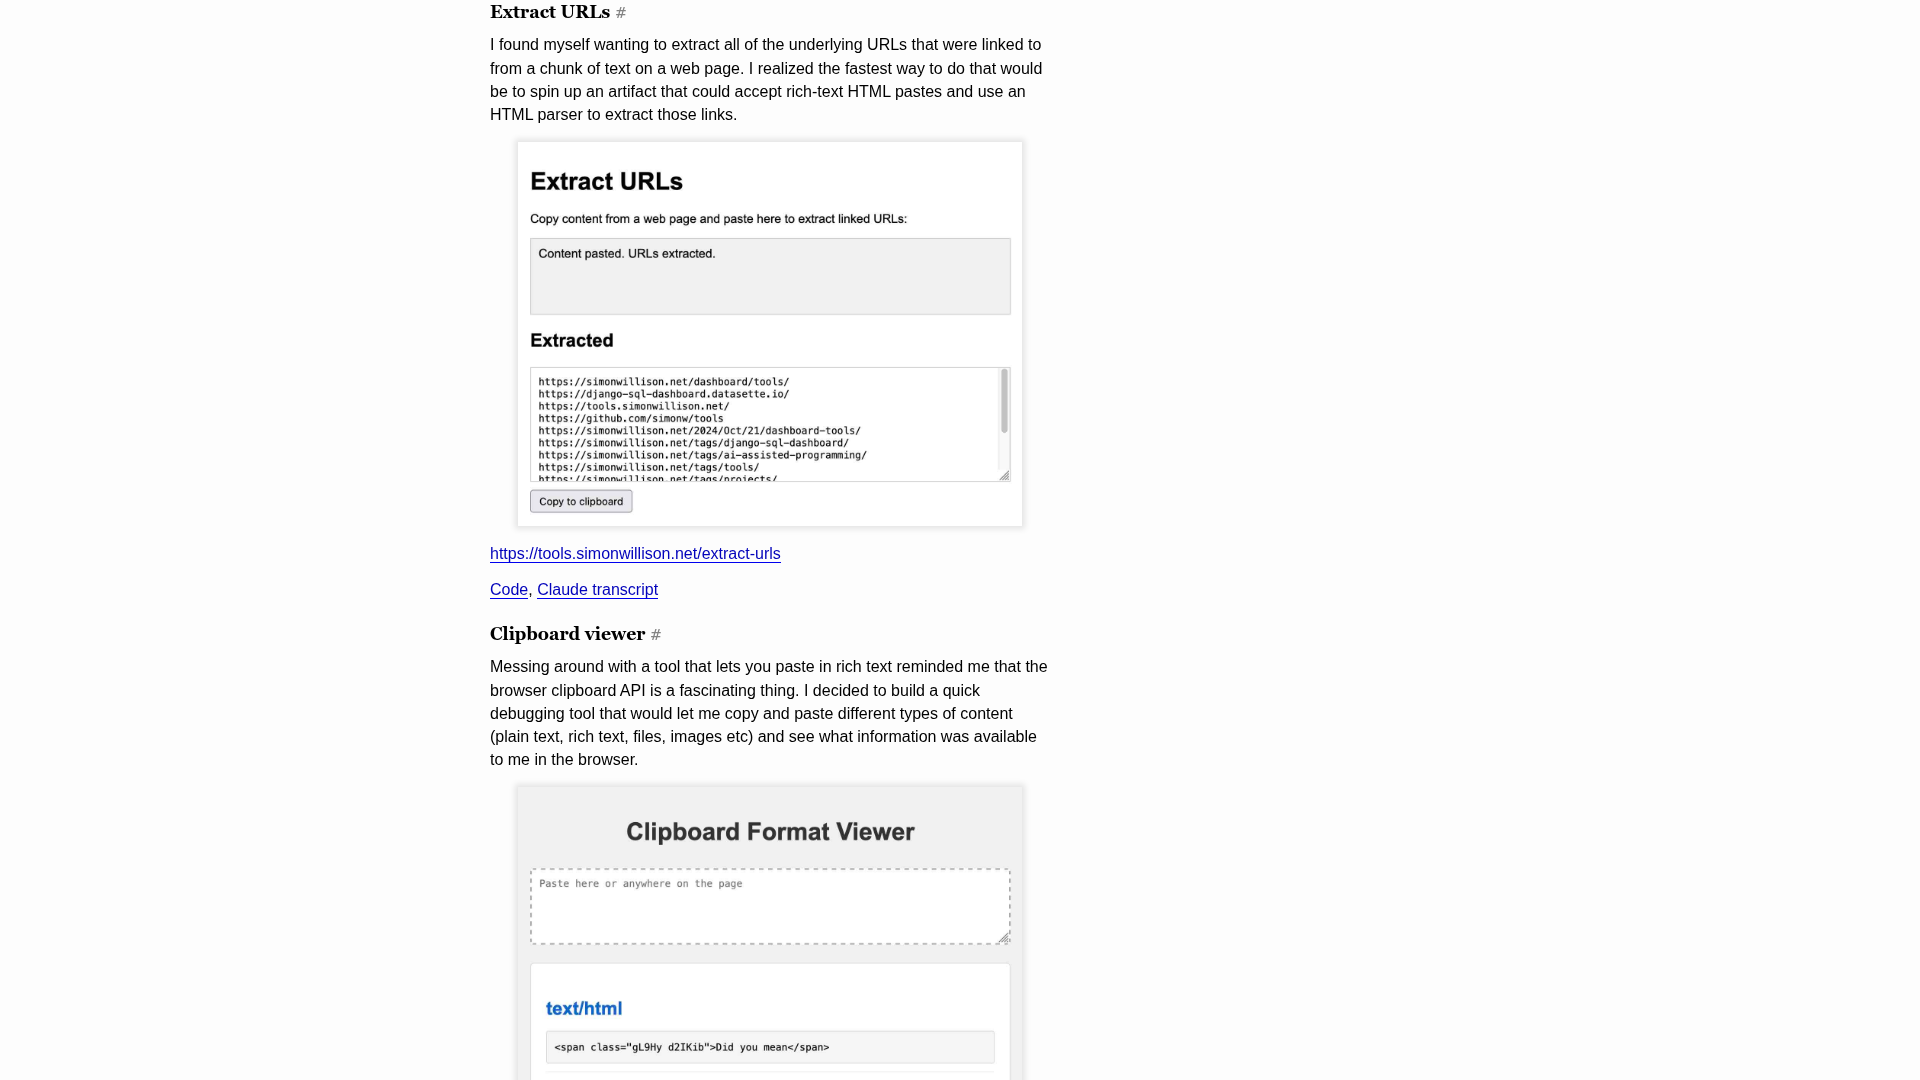 Extract URLs #
I found myself wanting to extract all of the underlying URLs that were linked to
from a chunk of text on a web page. I realized the fastest way to do that would
be to spin up an artifact that could accept rich-text HTML pastes and use an
HTML parser to extract those links.
Extract URLs
Copy content from a web page and paste here to extract linked URLs:
Content pasted. URLs extracted.
Extracted
https://simonwillison.net/dashboard/tools/
https://django-sql-dashboard.datasette.io/
https://tools.simonwillison.net/
https://github.com/simonw/tools
https://simonwillison.net/2024/Oct/21/dashboard-tools/
https://simonwillison.net/tags/django-sql-dashboard/
https://simonwillison.net/tags/ai-assisted-programming/
https://simonwillison.net/tags/tools/
https://simonwillison.net/tags/projects/
Copy to clipboard
https://tools.simonwillison.net/extract-urls
Code, Claude transcript
Clipboard viewer #
Messing around with a tool that lets you paste in rich text reminded me that the
browser clipboard API is a fascinating thing. I decided to build a quick
debugging tool that would let me copy and paste different types of content
(plain text, rich text, files, images etc) and see what information was available
to me in the browser.
Clipboard Format Viewer
Paste here or anywhere on the page
text/html
<span class="gL9Hy d2IKib">Did you mean</span>